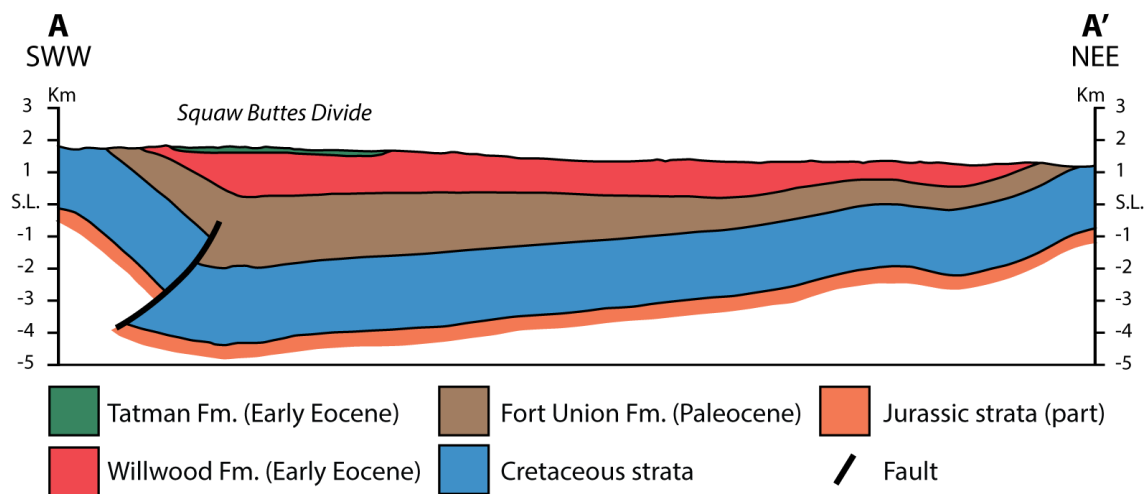 A
SWW
A'
NEE
Km
Km
Squaw Buttes Divide
3
2
1
S.L.
-1
-2
-3
-4
-5
3
2
1
S.L.
-1
-2
-3
-4
-5
Tatman Fm. (Early Eocene)
Fort Union Fm. (Paleocene)
Jurassic strata (part)
Willwood Fm. (Early Eocene)
Cretaceous strata
Fault